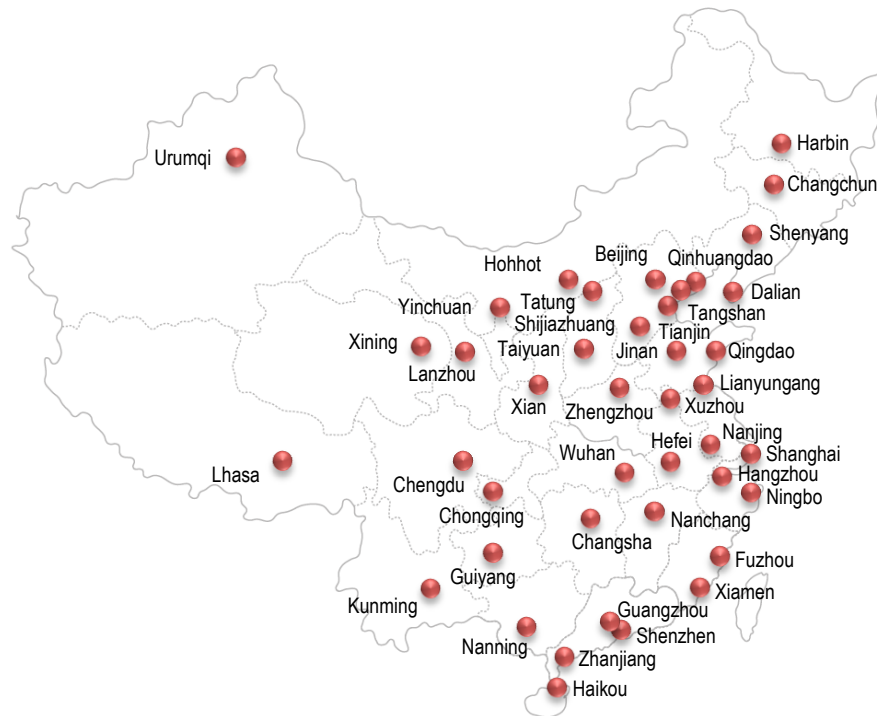 Harbin
Urumqi
Changchun
Shenyang
Beijing
Qinhuangdao
Hohhot
Dalian
Yinchuan
Tatung
Tangshan
Shijiazhuang
Tianjin
Xining
Taiyuan
Jinan
Qingdao
Lanzhou
Lianyungang
Xian
Zhengzhou
Xuzhou
Nanjing
Hefei
Wuhan
Shanghai
Lhasa
Hangzhou
Chengdu
Ningbo
Chongqing
Nanchang
Changsha
Fuzhou
Guiyang
Xiamen
Kunming
Guangzhou
Shenzhen
Nanning
Zhanjiang
Haikou